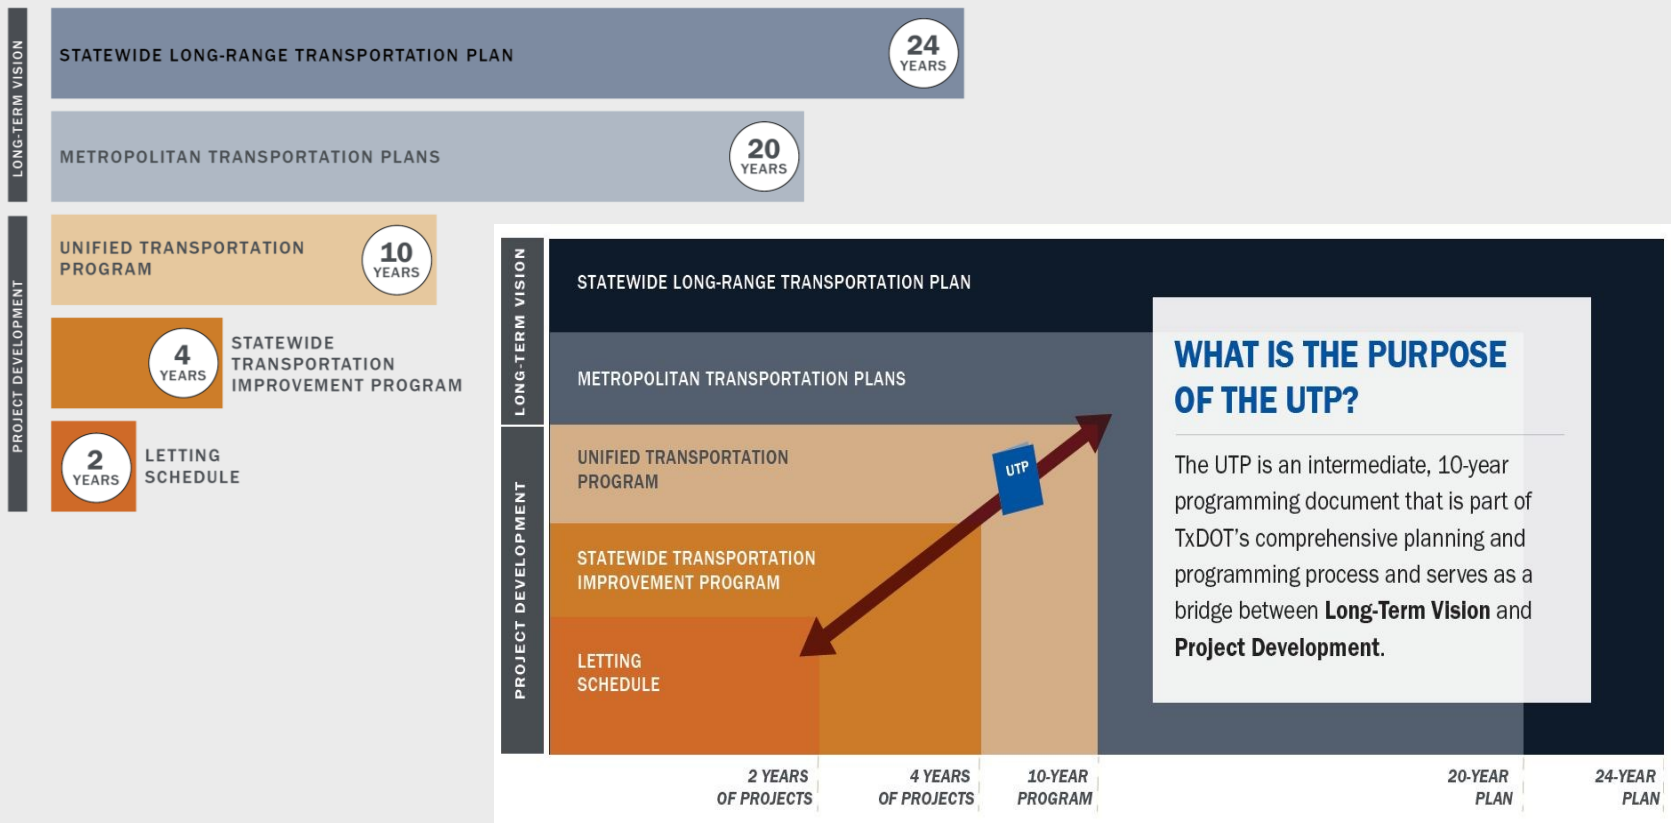 LONG-TERM VISION
STATEWIDE LONG-RANGE TRANSPORTATION PLAN
24
YEARS
METROPOLITAN TRANSPORTATION PLANS
20
YEARS
PROJECT DEVELOPMENT
UNIFIED TRANSPORTATION
PROGRAM
10
YEARS
4
YEARS
STATEWIDE
TRANSPORTATION
IMPROVEMENT PROGRAM
2
YEARS
LETTING
SCHEDULE
LONG-TERM VISION
STATEWIDE LONG-RANGE TRANSPORTATION PLAN
METROPOLITAN TRANSPORTATION PLANS
PROJECT DEVELOPMENT
UNIFIED TRANSPORTATION
PROGRAM
UTP
STATEWIDE TRANSPORTATION
IMPROVEMENT PROGRAM
LETTING
SCHEDULE
WHAT IS THE PURPOSE
OF THE UTP?
The UTP is an intermediate, 10-year
programming document that is part of
TxDOT’s comprehensive planning and
programming process and serves as a
bridge between Long-Term Vision and
Project Development.
2 YEARS
OF PROJECTS
4 YEARS
OF PROJECTS
10-YEAR
PROGRAM
20-YEAR
PLAN
24-YEAR
PLAN